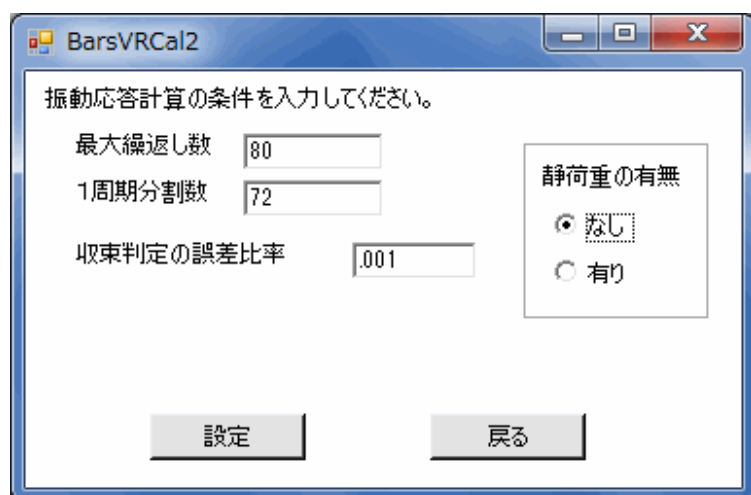 BarsVRCal2
振動応答計算の条件を入力してください。
最大繰返し数 80
1周期分割数 72
収束判定の誤差比率 .001
静荷重の有無
なし
有り
設定 戻る